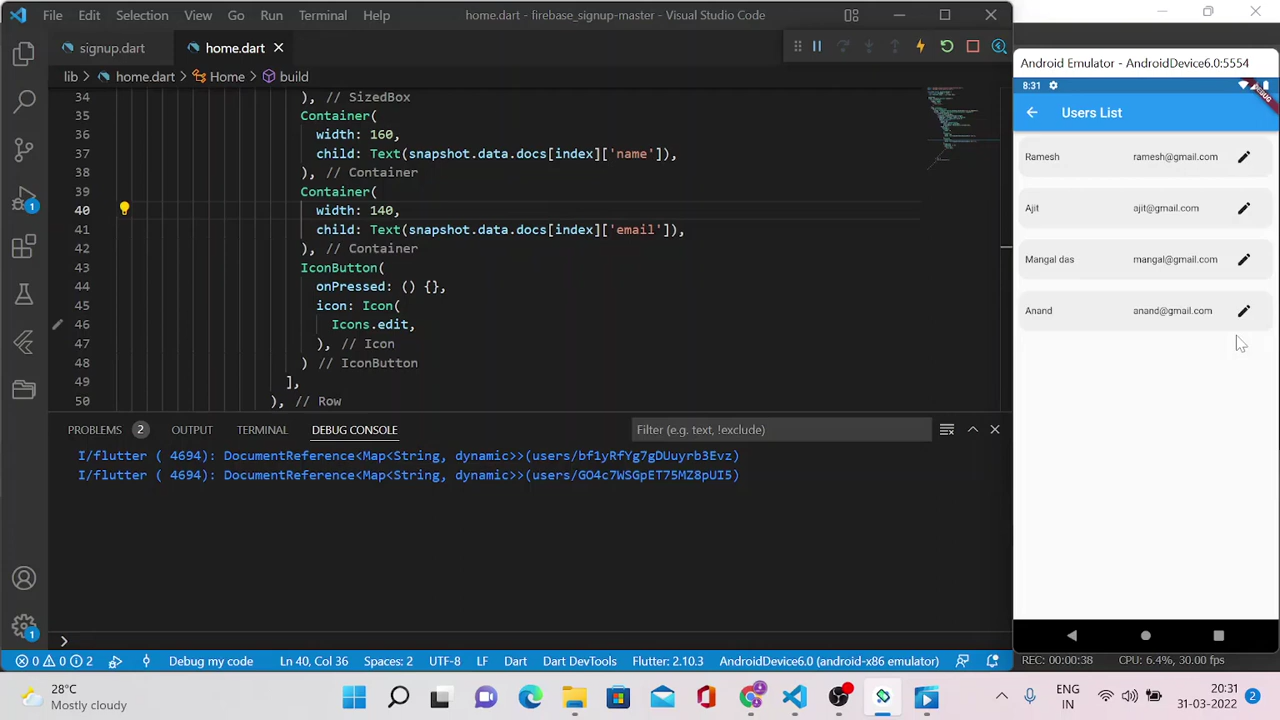 File Edit Selection View Go Run Terminal Help home.dart - firebase_signup-master - Visual Studio Code
signup.dart home.dart
lib > home.dart > Home > build
34 ), // SizedBox
35 Container(
36 width: 160,
37 child: Text(snapshot.data.docs[index]['name']),
38 ), // Container
39 Container(
40 width: 140,
41 child: Text(snapshot.data.docs[index]['email']),
42 ), // Container
43 IconButton(
44 onPressed: () {},
45 icon: Icon(
46 Icons.edit,
47 ), // Icon
48 ) // IconButton
49 ],
50 ), // Row
PROBLEMS 2 OUTPUT TERMINAL DEBUG CONSOLE Filter (e.g. text, !exclude)
I/flutter ( 4694): DocumentReference<Map<String, dynamic>>(users/bf1yRfYg7gDUuyrb3Evz)
I/flutter ( 4694): DocumentReference<Map<String, dynamic>>(users/GO4c7WSGpET75MZ8pUI5)
>
1
1
0 0 2 Debug my code Ln 40, Col 36 Spaces: 2 UTF-8 LF Dart Dart DevTools Flutter: 2.10.3 AndroidDevice6.0 (android-x86 emulator)
Android Emulator - AndroidDevice6.0:5554
8:31
DEBUG
Users List
Ramesh ramesh@gmail.com
Ajit ajit@gmail.com
Mangal das mangal@gmail.com
Anand anand@gmail.com
REC: 00:00:38 CPU: 6.4%, 30.00 fps
28°C
Mostly cloudy
ENG
IN
20:31
31-03-2022
2